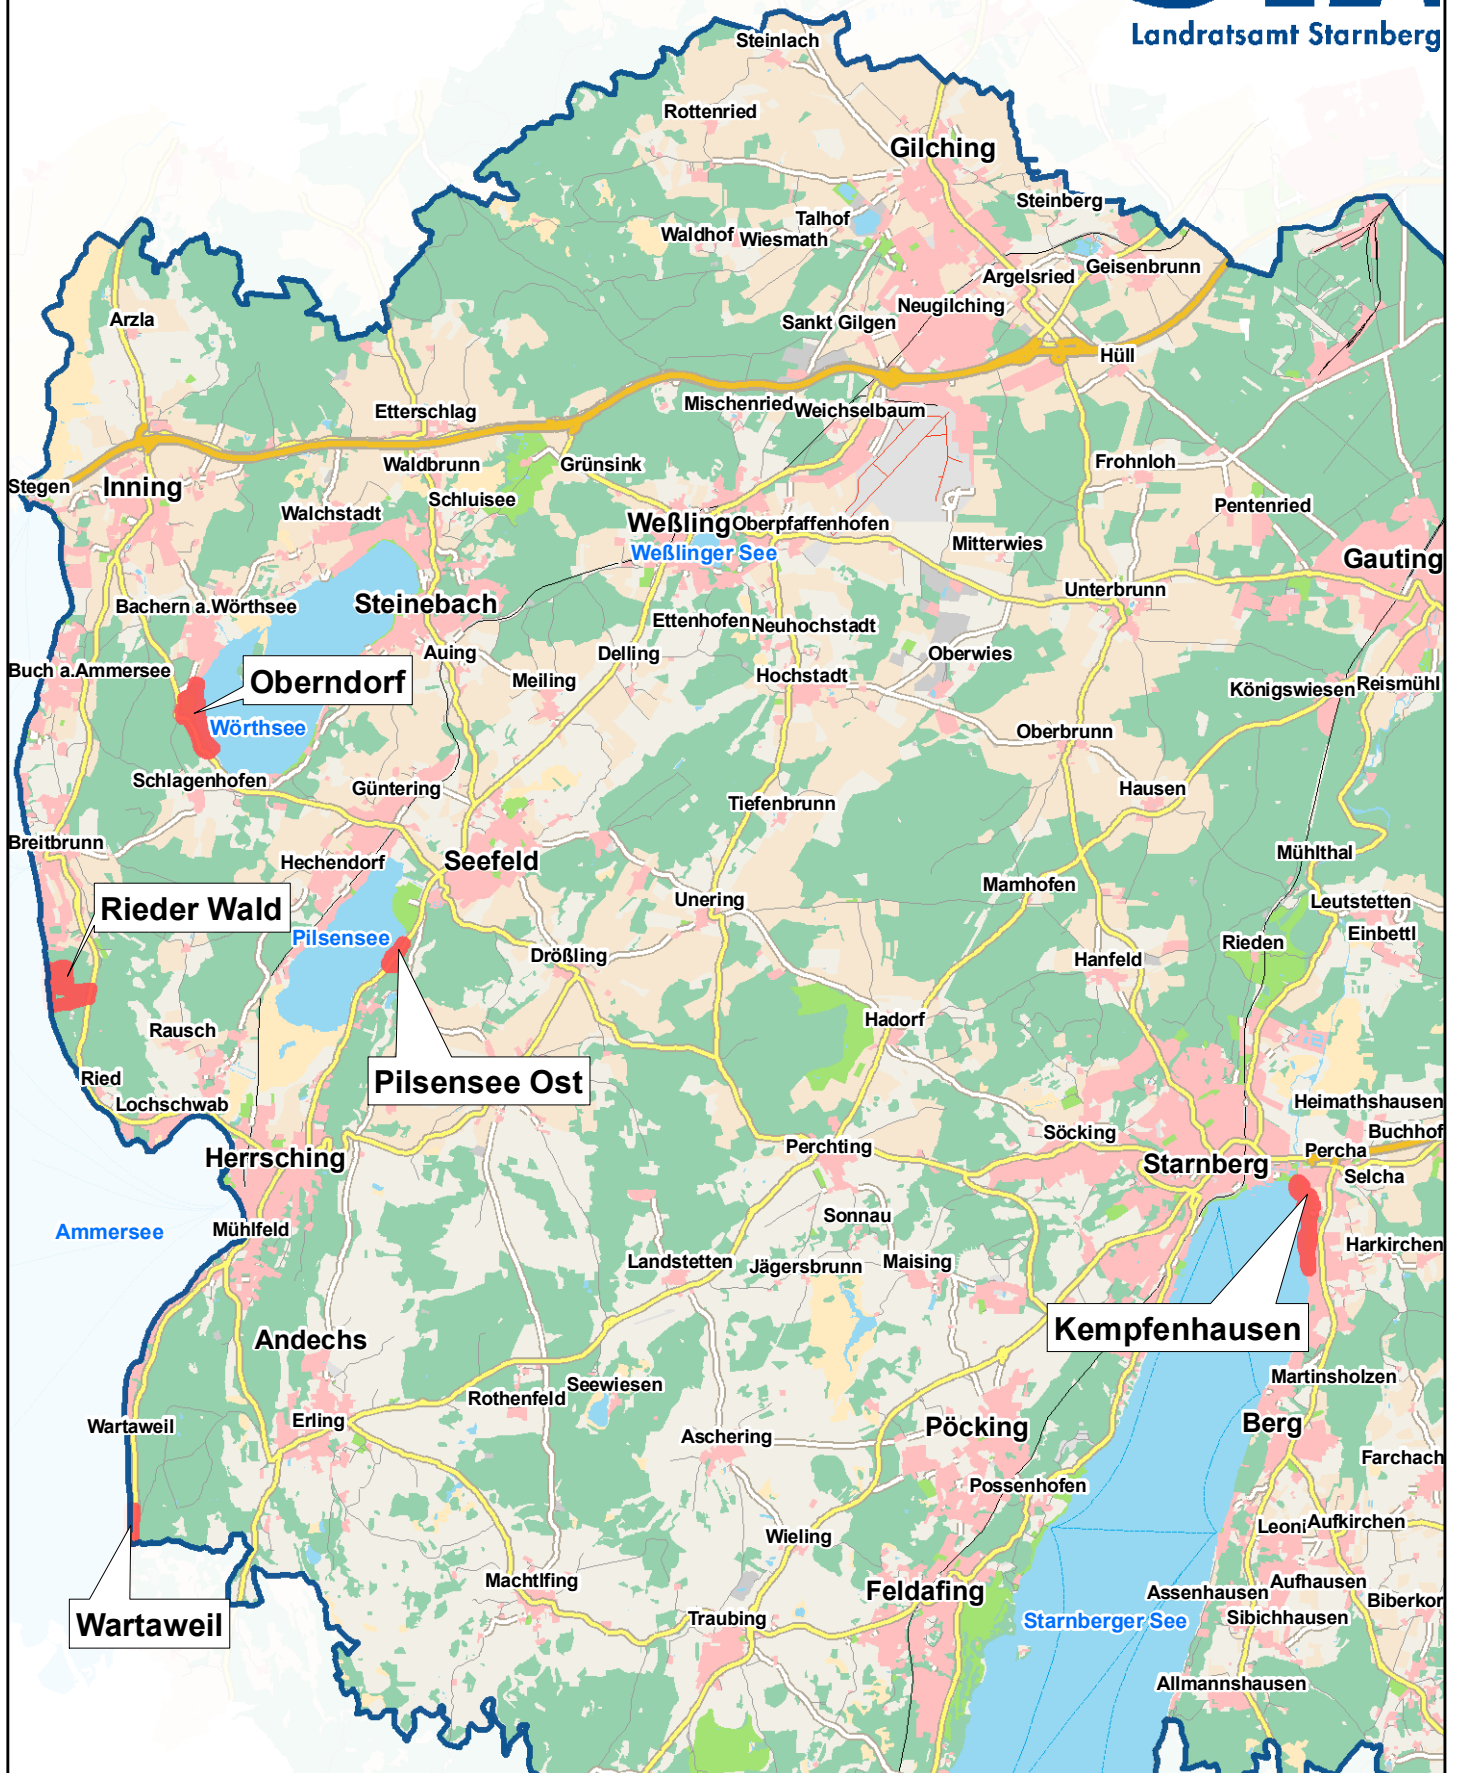 Landratsamt Starnberg
Steinlach
Rottenried
Gilching
Steinberg
Talhof
Waldhof
Wiesmath
Argelsried
Geisenbrunn
Neugilching
Arzla
Sankt Gilgen
Hüll
Etterschlag
Mischenried
Weichselbaum
Waldbrunn
Grünsink
Frohnloh
Stegen
Inning
Schluisee
Walchstadt
Pentenried
Weßling
Oberpfaffenhofen
Weßlinger See
Mitterwies
Gauting
Unterbrunn
Bachern a.Wörthsee
Steinebach
Ettenhofen
Neuhochstadt
Auing
Delling
Oberwies
Buch a.Ammersee
Oberndorf
Meiling
Hochstadt
Königswiesen
Reismühl
Wörthsee
Oberbrunn
Schlagenhofen
Güntering
Hausen
Tiefenbrunn
Breitbrunn
Hechendorf
Seefeld
Mühlthal
Mamhofen
Unering
Leutstetten
Rieder Wald
Einbettl
Pilsensee
Rieden
Drößling
Hanfeld
Hadorf
Rausch
Ried
Pilsensee Ost
Lochschwab
Heimathshausen
Söcking
Buchhof
Perchting
Percha
Herrsching
Starnberg
Selcha
Sonnau
Ammersee
Mühlfeld
Harkirchen
Landstetten
Jägersbrunn
Maising
Kempfenhausen
Andechs
Martinsholzen
Seewiesen
Rothenfeld
Wartaweil
Erling
Aschering
Pöcking
Berg
Farchach
Possenhofen
Leoni
Aufkirchen
Wieling
Machtlfing
Feldafing
Assenhausen
Aufhausen
Biberkor
Wartaweil
Traubing
Starnberger See
Sibichhausen
Allmannshausen